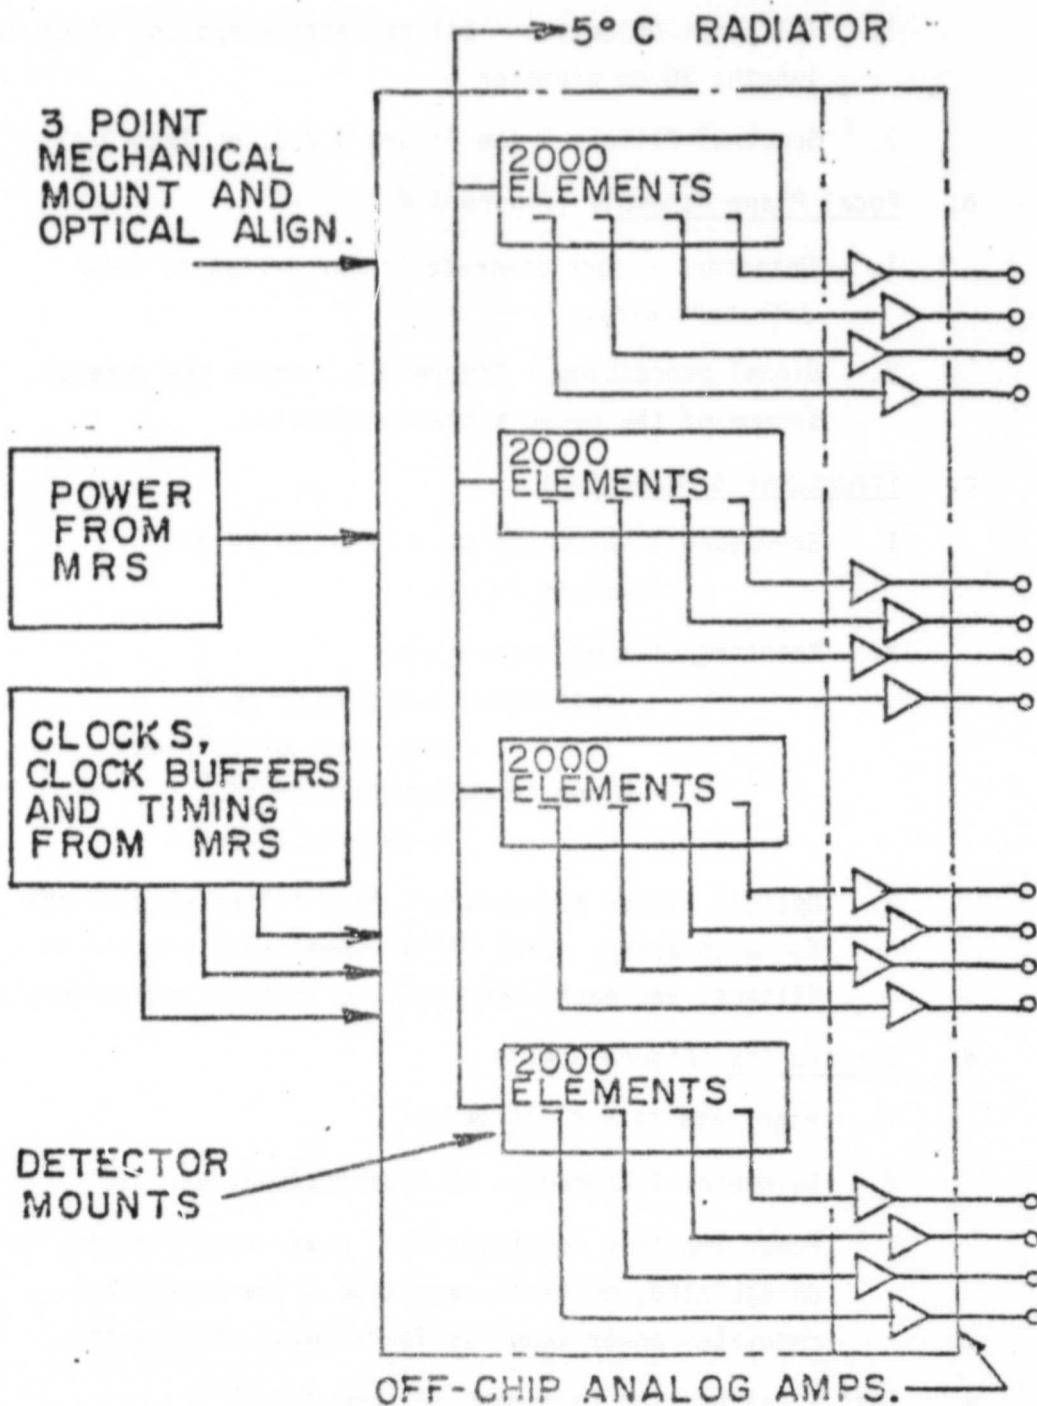 5° C RADIATOR
3 POINT
MECHANICAL
MOUNT AND
OPTICAL ALIGN.
2000
ELEMENTS
2000
ELEMENTS
POWER
FROM
MRS
CLOCKS,
CLOCK BUFFERS
AND TIMING
FROM MRS
2000
ELEMENTS
2000
ELEMENTS
DETECTOR
MOUNTS
OFF-CHIP ANALOG AMPS.